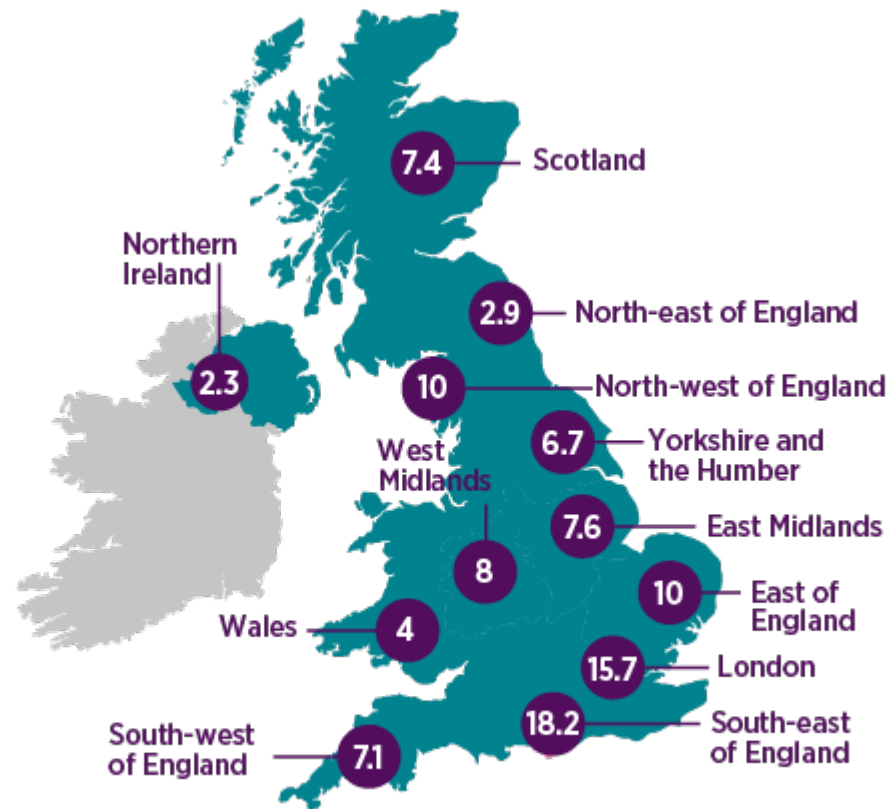 7.4
Scotland
Northern
Ireland
2.9
North-east of England
2.3
10
North-west of England
6.7
Yorkshire and
the Humber
West
Midlands
7.6
East Midlands
8
10
East of
England
Wales
4
15.7
London
18.2
South-east
of England
South-west
of England
7.1